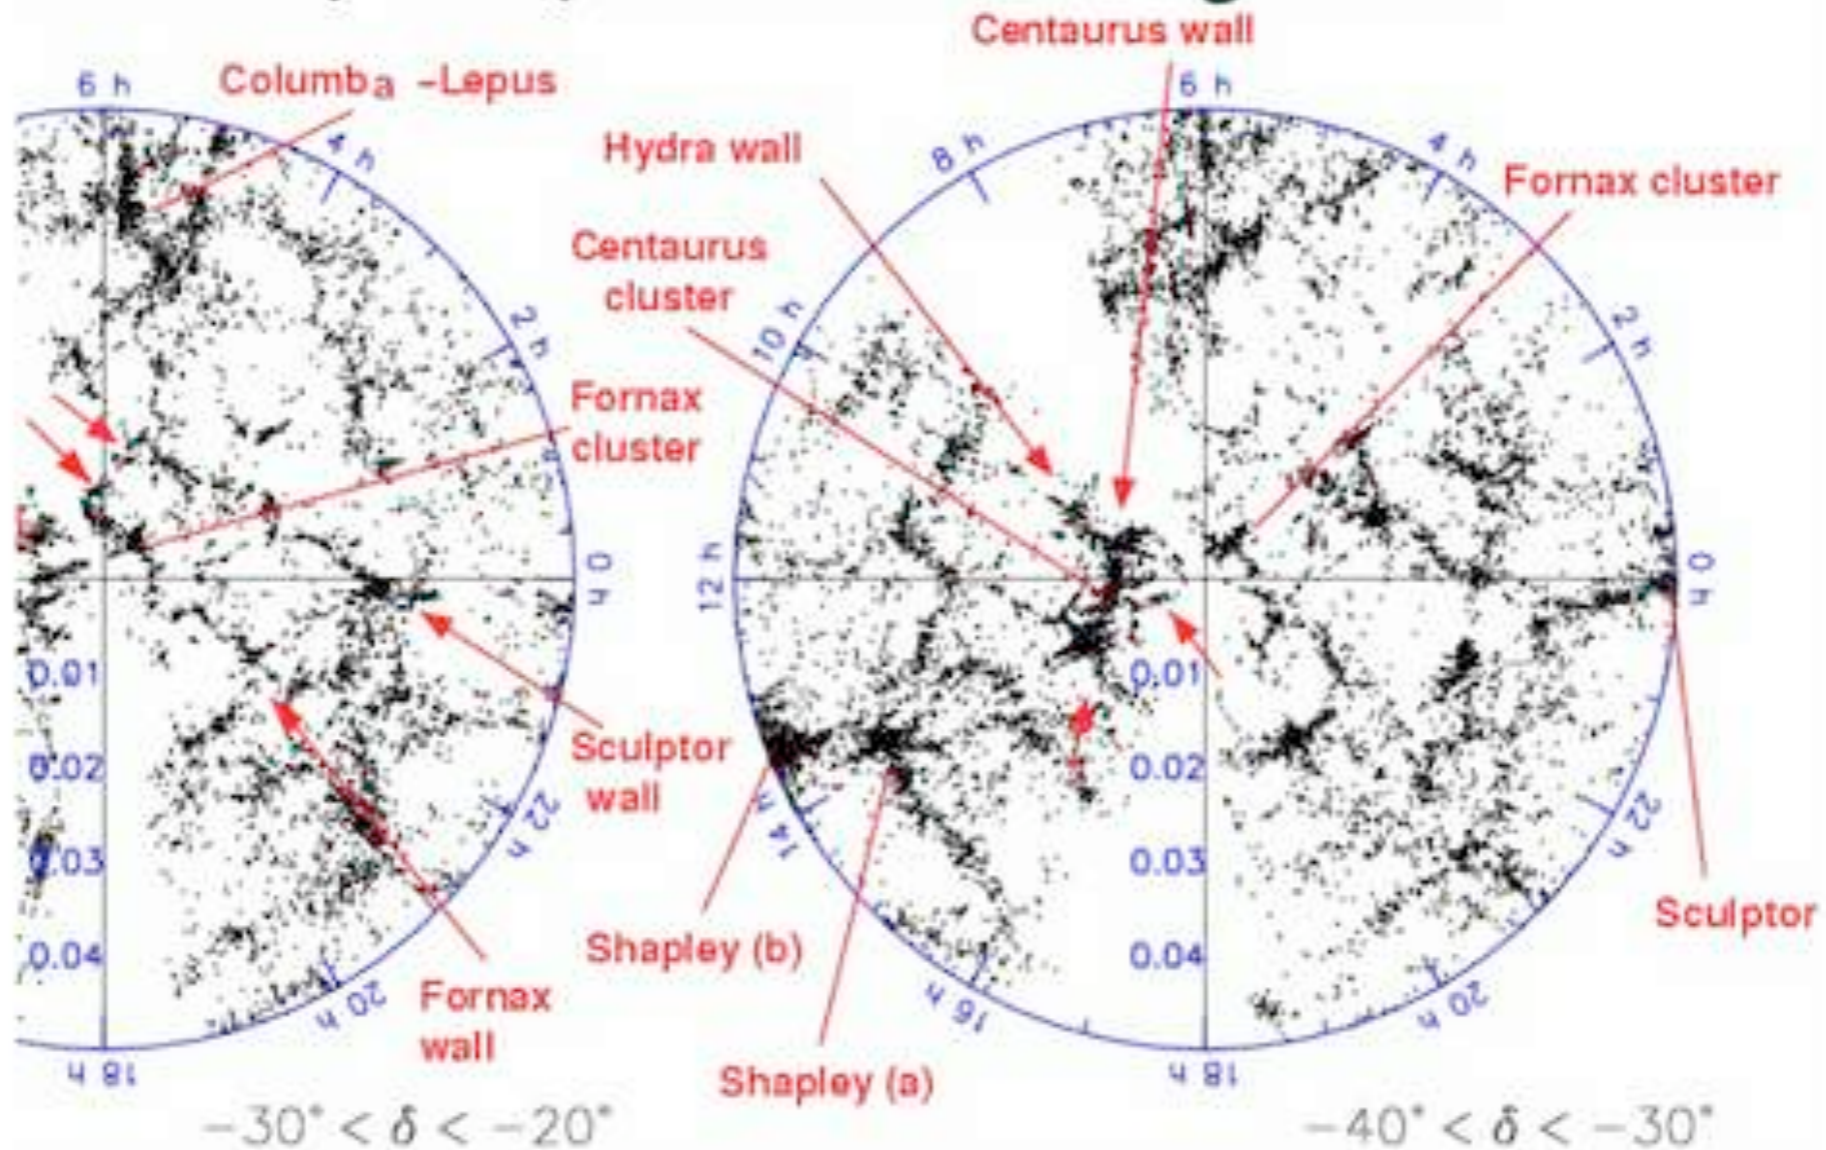 Centaurus wall
6 h
Columba -Lepus
6 h
Hydra wall
4 h
8 h
4 h
Fornax cluster
Centaurus
cluster
10 h
2 h
2 h
Fornax
cluster
0 h
12 h
0 h
0.01
0.01
Sculptor
wall
0.02
0.02
22 h
14 h
22 h
0.03
0.03
Sculptor
Shapley (b)
0.04
0.04
Fornax
wall
20 h
16 h
20 h
18 h
18 h
Shapley (a)
−30° < δ < −20°
−40° < δ < −30°